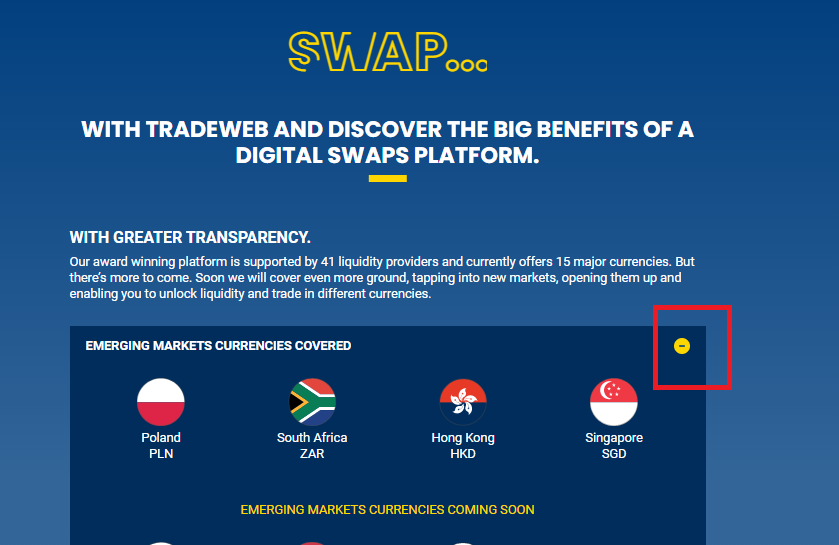 SWAP...
WITH TRADEWEB AND DISCOVER THE BIG BENEFITS OF A
DIGITAL SWAPS PLATFORM.
WITH GREATER TRANSPARENCY.
Our award winning platform is supported by 41 liquidity providers and currently offers 15 major currencies. But
there's more to come. Soon we will cover even more ground, tapping into new markets, opening them up and
enabling you to unlock liquidity and trade in different currencies.
EMERGING MARKETS CURRENCIES COVERED
Poland
PLN
South Africa
ZAR
Hong Kong
HKD
Singapore
SGD
EMERGING MARKETS CURRENCIES COMING SOON